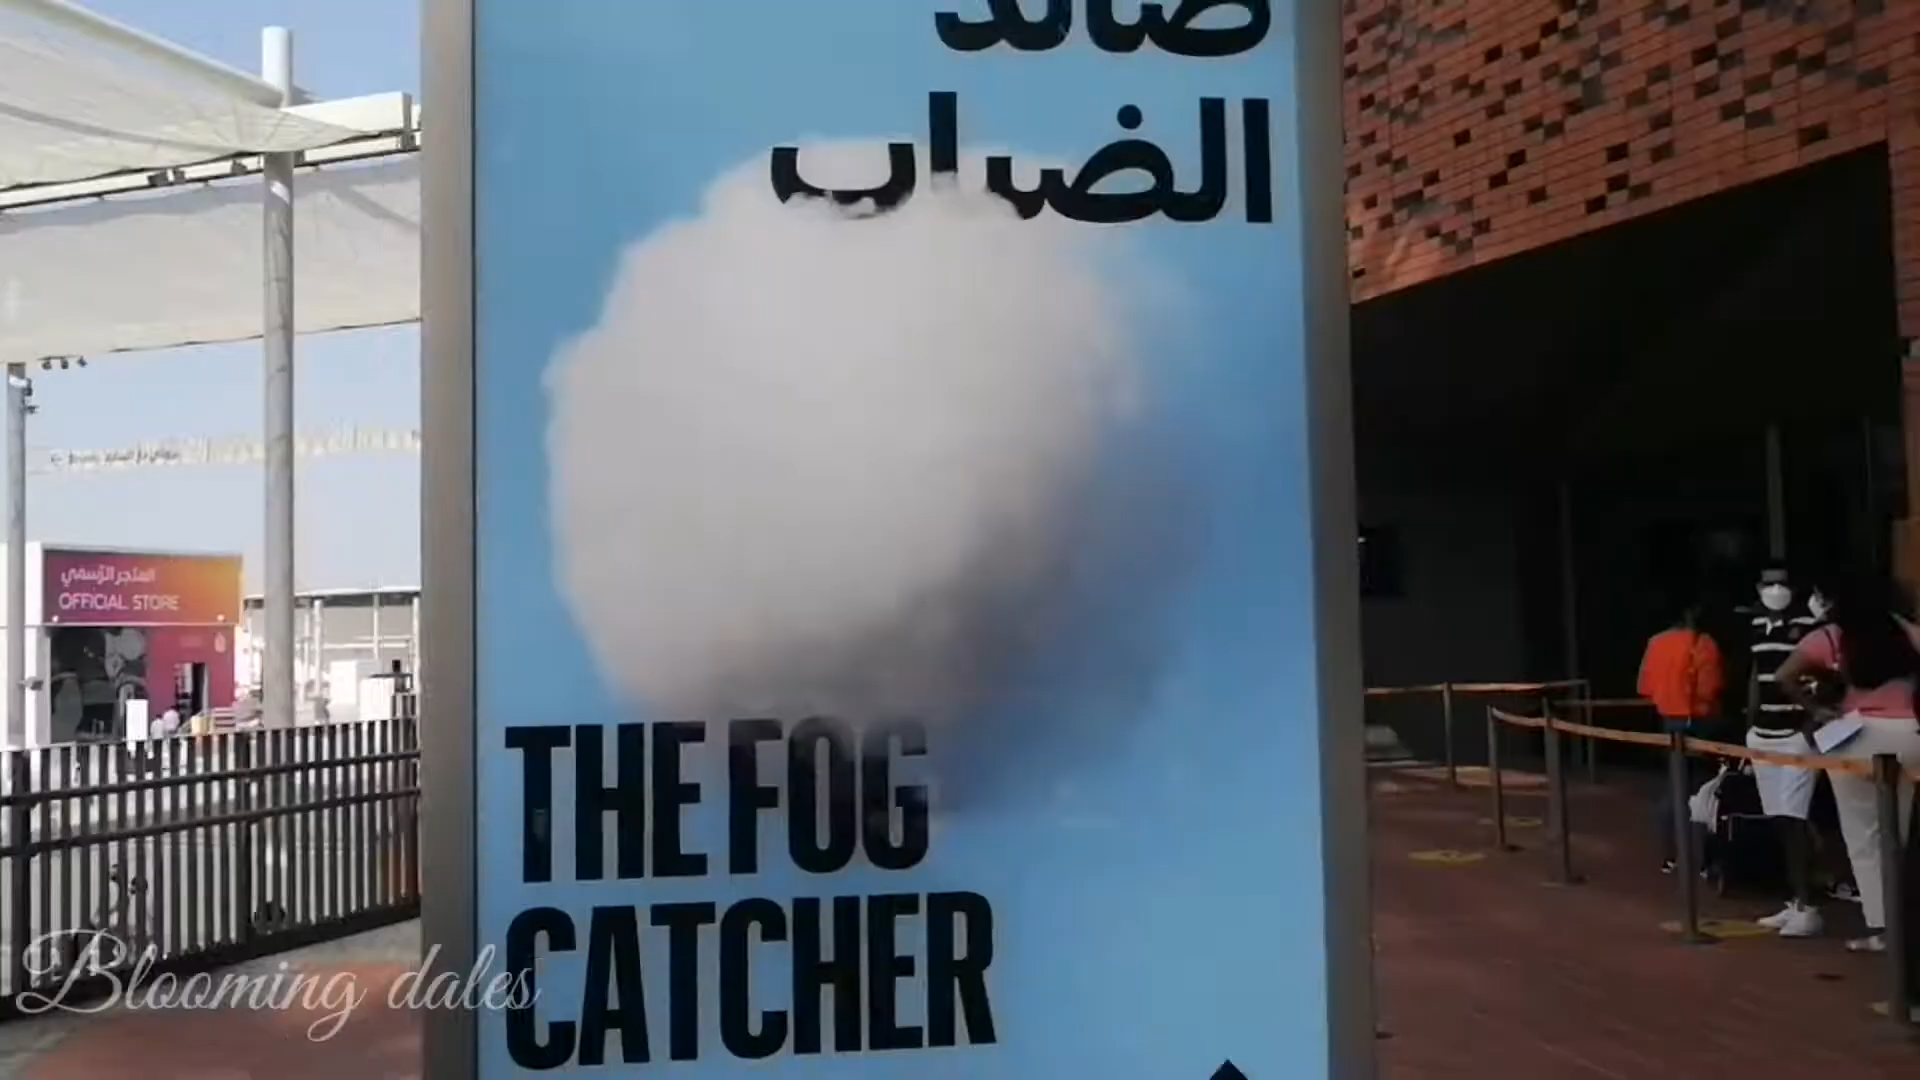 صائد
الضباب
THE FOG
CATCHER
المتجر الرسمي
OFFICIAL STORE
Blooming dales